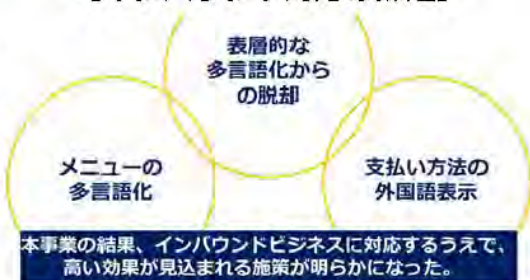 表層的な
多言語化から
の脱却
メニューの
多言語化
支払い方法の
外国語表示
本事業の結果、インバウンドビジネスに対応するうえで、
高い効果が見込まれる施策が明らかになった。